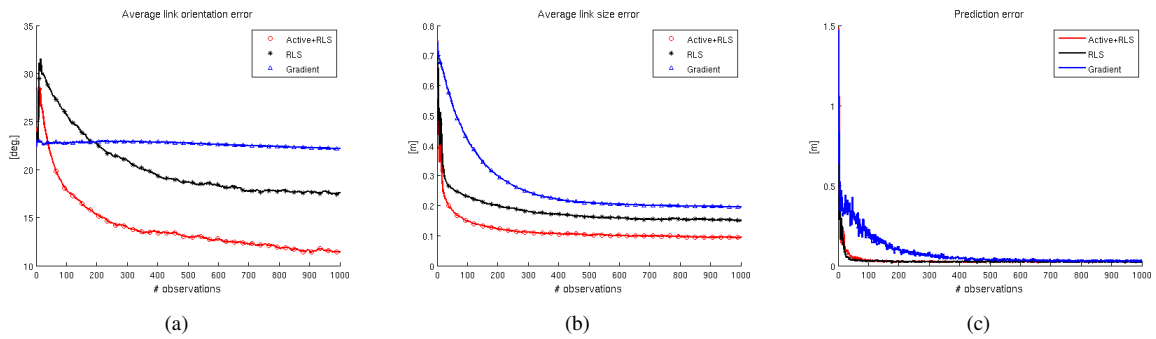 Average link orientation error
35
30
25
20
15
10
[deg.]
0 100 200 300 400 500 600 700 800 900 1000
# observations
Active+RLS
RLS
Gradient
(a)
Average link size error
0.8
0.7
0.6
0.5
0.4
0.3
0.2
0.1
0
[m]
0 100 200 300 400 500 600 700 800 900 1000
# observations
Active+RLS
RLS
Gradient
(b)
Prediction error
1.5
1
0.5
0
[m]
0 100 200 300 400 500 600 700 800 900 1000
# observations
Active+RLS
RLS
Gradient
(c)